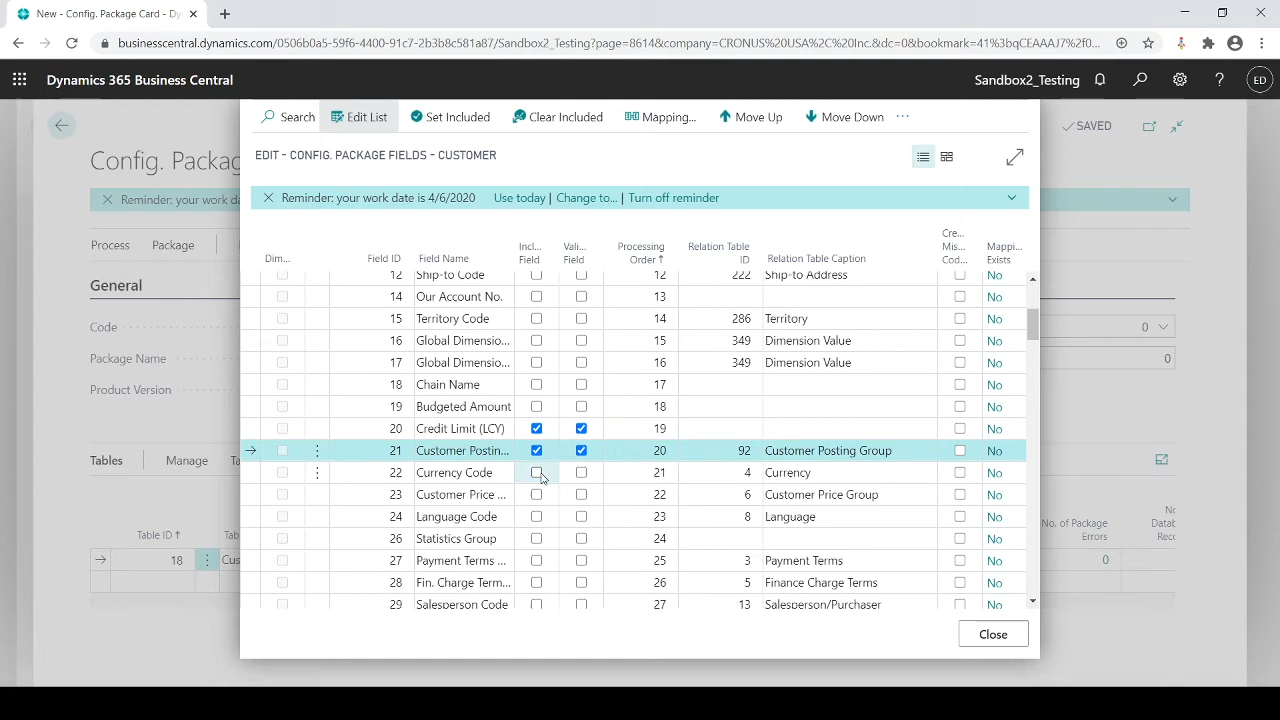 New - Config. Package Card - Dy
businesscentral.dynamics.com/0506b0a5-59f6-4400-91c7-2b3b8c581a87/Sandbox2_Testing?page=8614&company=CRONUS%20USA%2C%20Inc.&dc=0&bookmark=41%3bqCEAAAJ7%2f0...
Dynamics 365 Business Central
Sandbox2_Testing
?
ED
Search Edit List Set Included Clear Included Mapping... Move Up Move Down ...
SAVED
Config. Packag
EDIT - CONFIG. PACKAGE FIELDS - CUSTOMER
Reminder: your work da
Reminder: your work date is 4/6/2020 Use today | Change to... | Turn off reminder
Process Package
Dim... Field ID Field Name Incl... Field Vali... Field Processing Order↑ Relation Table ID Relation Table Caption Cre... Mis... Cod... Mappi... Exists
General
12 Ship-to Code 12 222 Ship-to Address
14 Our Account No. 13 No
15 Territory Code 14 286 Territory No
16 Global Dimensio... 15 349 Dimension Value No
17 Global Dimensio... 16 349 Dimension Value No
18 Chain Name 17 No
19 Budgeted Amount 18 No
20 Credit Limit (LCY) 19 No
21 Customer Postin... 20 92 Customer Posting Group No
22 Currency Code 21 4 Currency No
23 Customer Price ... 22 6 Customer Price Group No
24 Language Code 23 8 Language No
26 Statistics Group 24 No
27 Payment Terms ... 25 3 Payment Terms No
28 Fin. Charge Term... 26 5 Finance Charge Terms No
29 Salesperson Code 27 13 Salesperson/Purchaser No
Close
Code
0
Package Name
0
Product Version
Tables Manage Ta
Table ID↑ Tab
No. of Package Errors
No Datab Reco
18 Cus
0